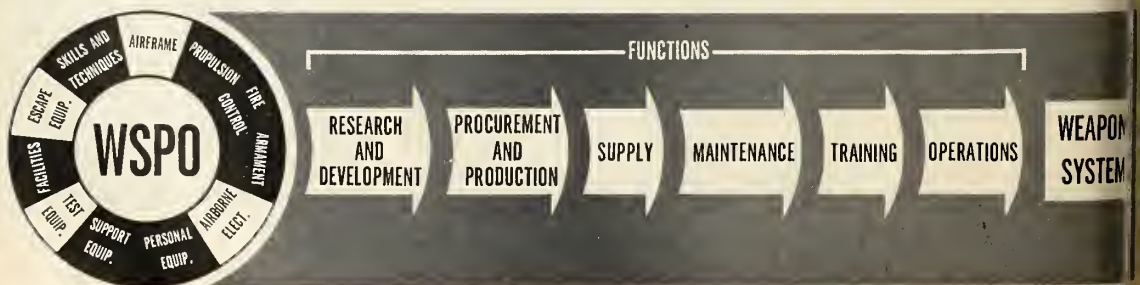 WSPO
AIRFRAME
PROPULSION
FIRE
CONTROL
ARMAMENT
AIRBORNE
ELECT.
PERSONAL
EQUIP.
SUPPORT
EQUIP.
TEST
EQUIP.
FACILITIES
ESCAPE
EQUIP.
SKILLS AND
TECHNIQUES
FUNCTIONS
RESEARCH
AND
DEVELOPMENT
PROCUREMENT
AND
PRODUCTION
SUPPLY
MAINTENANCE
TRAINING
OPERATIONS
WEAPON
SYSTEM